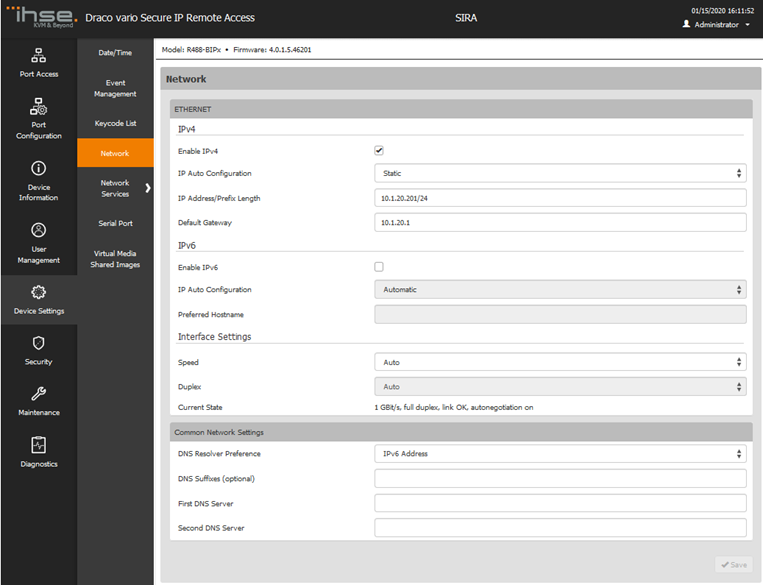 ihse.
KVM & Beyond
Draco vario Secure IP Remote Access
SIRA
01/15/2020 16:11:52
Administrator
Port Access
Port
Configuration
Device
Information
User
Management
Device Settings
Security
Maintenance
Diagnostics
Date/Time
Event
Management
Keycode List
Network
Network
Services
Serial Port
Virtual Media
Shared Images
Model: R488-BIPx • Firmware: 4.0.1.5.46201
Network
ETHERNET
IPv4
Enable IPv4
IP Auto Configuration Static
IP Address/Prefix Length 10.1.20.201/24
Default Gateway 10.1.20.1
IPv6
Enable IPv6
IP Auto Configuration Automatic
Preferred Hostname
Interface Settings
Speed Auto
Duplex Auto
Current State 1 GBit/s, full duplex, link OK, autonegotiation on
Common Network Settings
DNS Resolver Preference IPv6 Address
DNS Suffixes (optional)
First DNS Server
Second DNS Server
Save